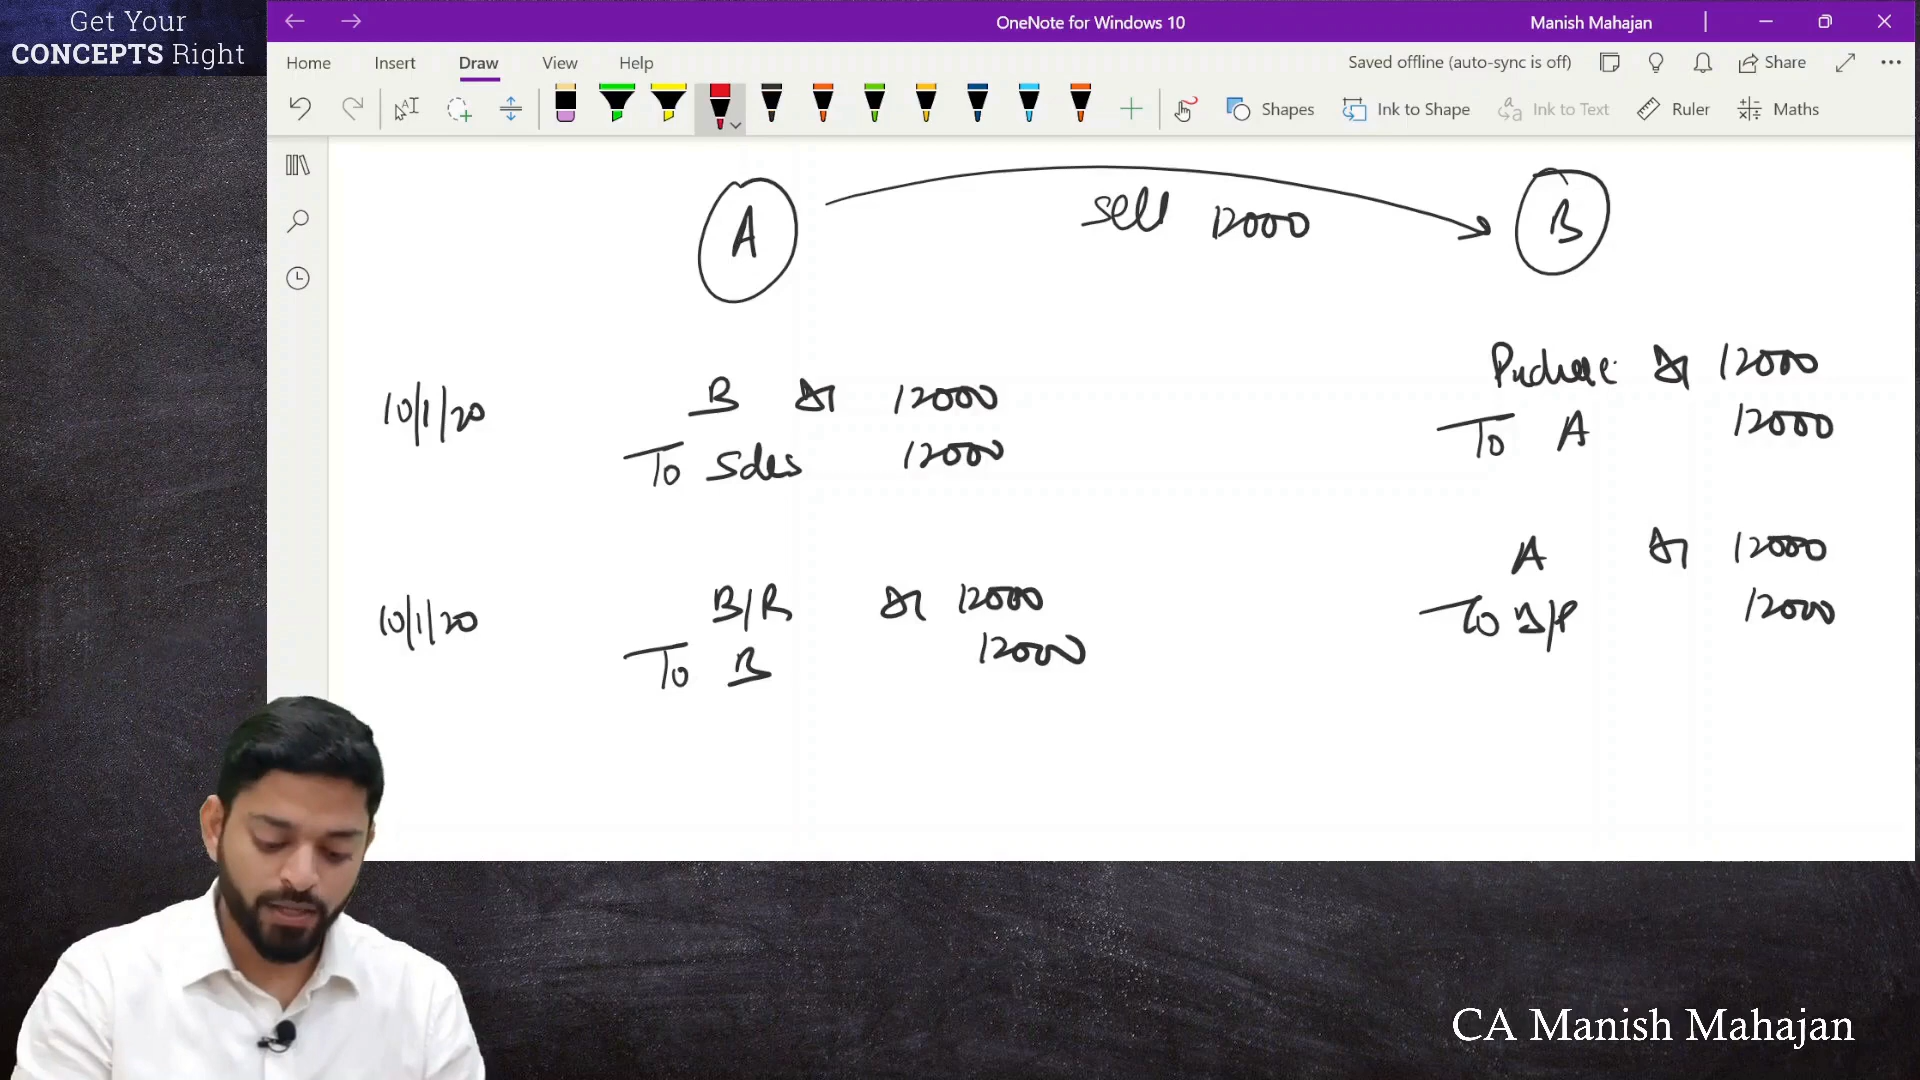 Get Your
CONCEPTS Right
OneNote for Windows 10
Manish Mahajan
Home Insert Draw View Help
Saved offline (auto-sync is off)
Share
Shapes
Ink to Shape
Ink to Text
Ruler
Maths
A
sell 12000
B
10/1/20 B Dr 12000
To Sales 12000
Purchase Dr 12000
To A 12000
10/1/20 B/R Dr 12000
To B 12000
A Dr 12000
To B/P 12000
CA Manish Mahajan